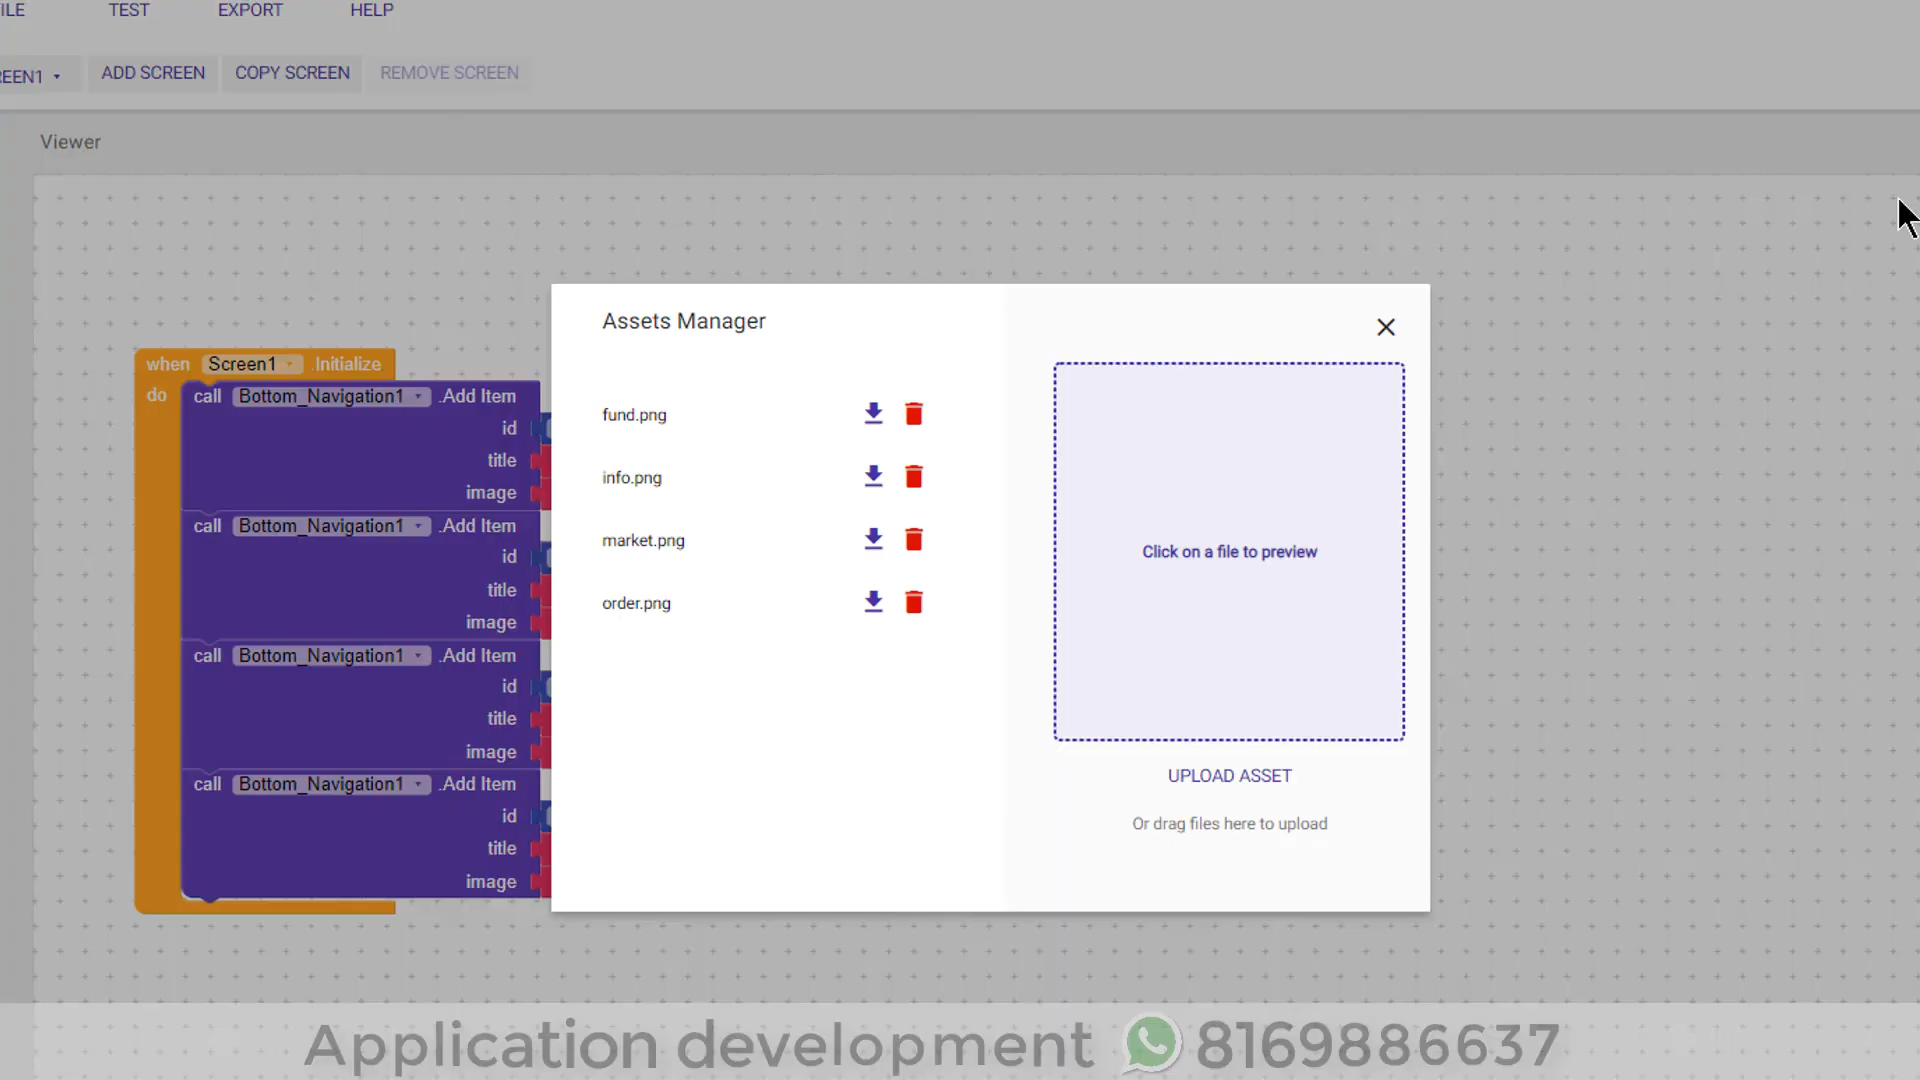 ILE TEST EXPORT HELP
REEN1 ADD SCREEN COPY SCREEN REMOVE SCREEN
Viewer
when Screen1 .Initialize
do call Bottom_Navigation1 .Add Item
id
title
image
call Bottom_Navigation1 .Add Item
id
title
image
call Bottom_Navigation1 .Add Item
id
title
image
call Bottom_Navigation1 .Add Item
id
title
image
Assets Manager
fund.png
info.png
market.png
order.png
Click on a file to preview
UPLOAD ASSET
Or drag files here to upload
Application development 8169886637